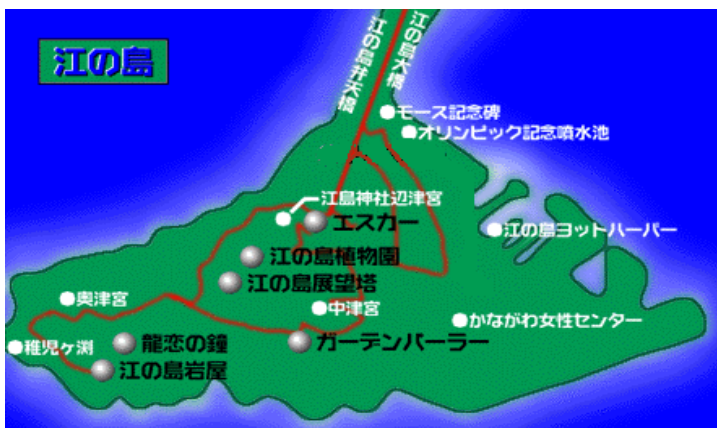 江の島
江の島弁天橋
江の島大橋
モース記念碑
オリンピック記念噴水池
江島神社辺津宮
エスカー
江の島ヨットハーバー
江の島植物園
江の島展望塔
奥津宮
中津宮
かながわ女性センター
稚児ヶ渕
龍恋の鐘
ガーデンパーラー
江の島岩屋